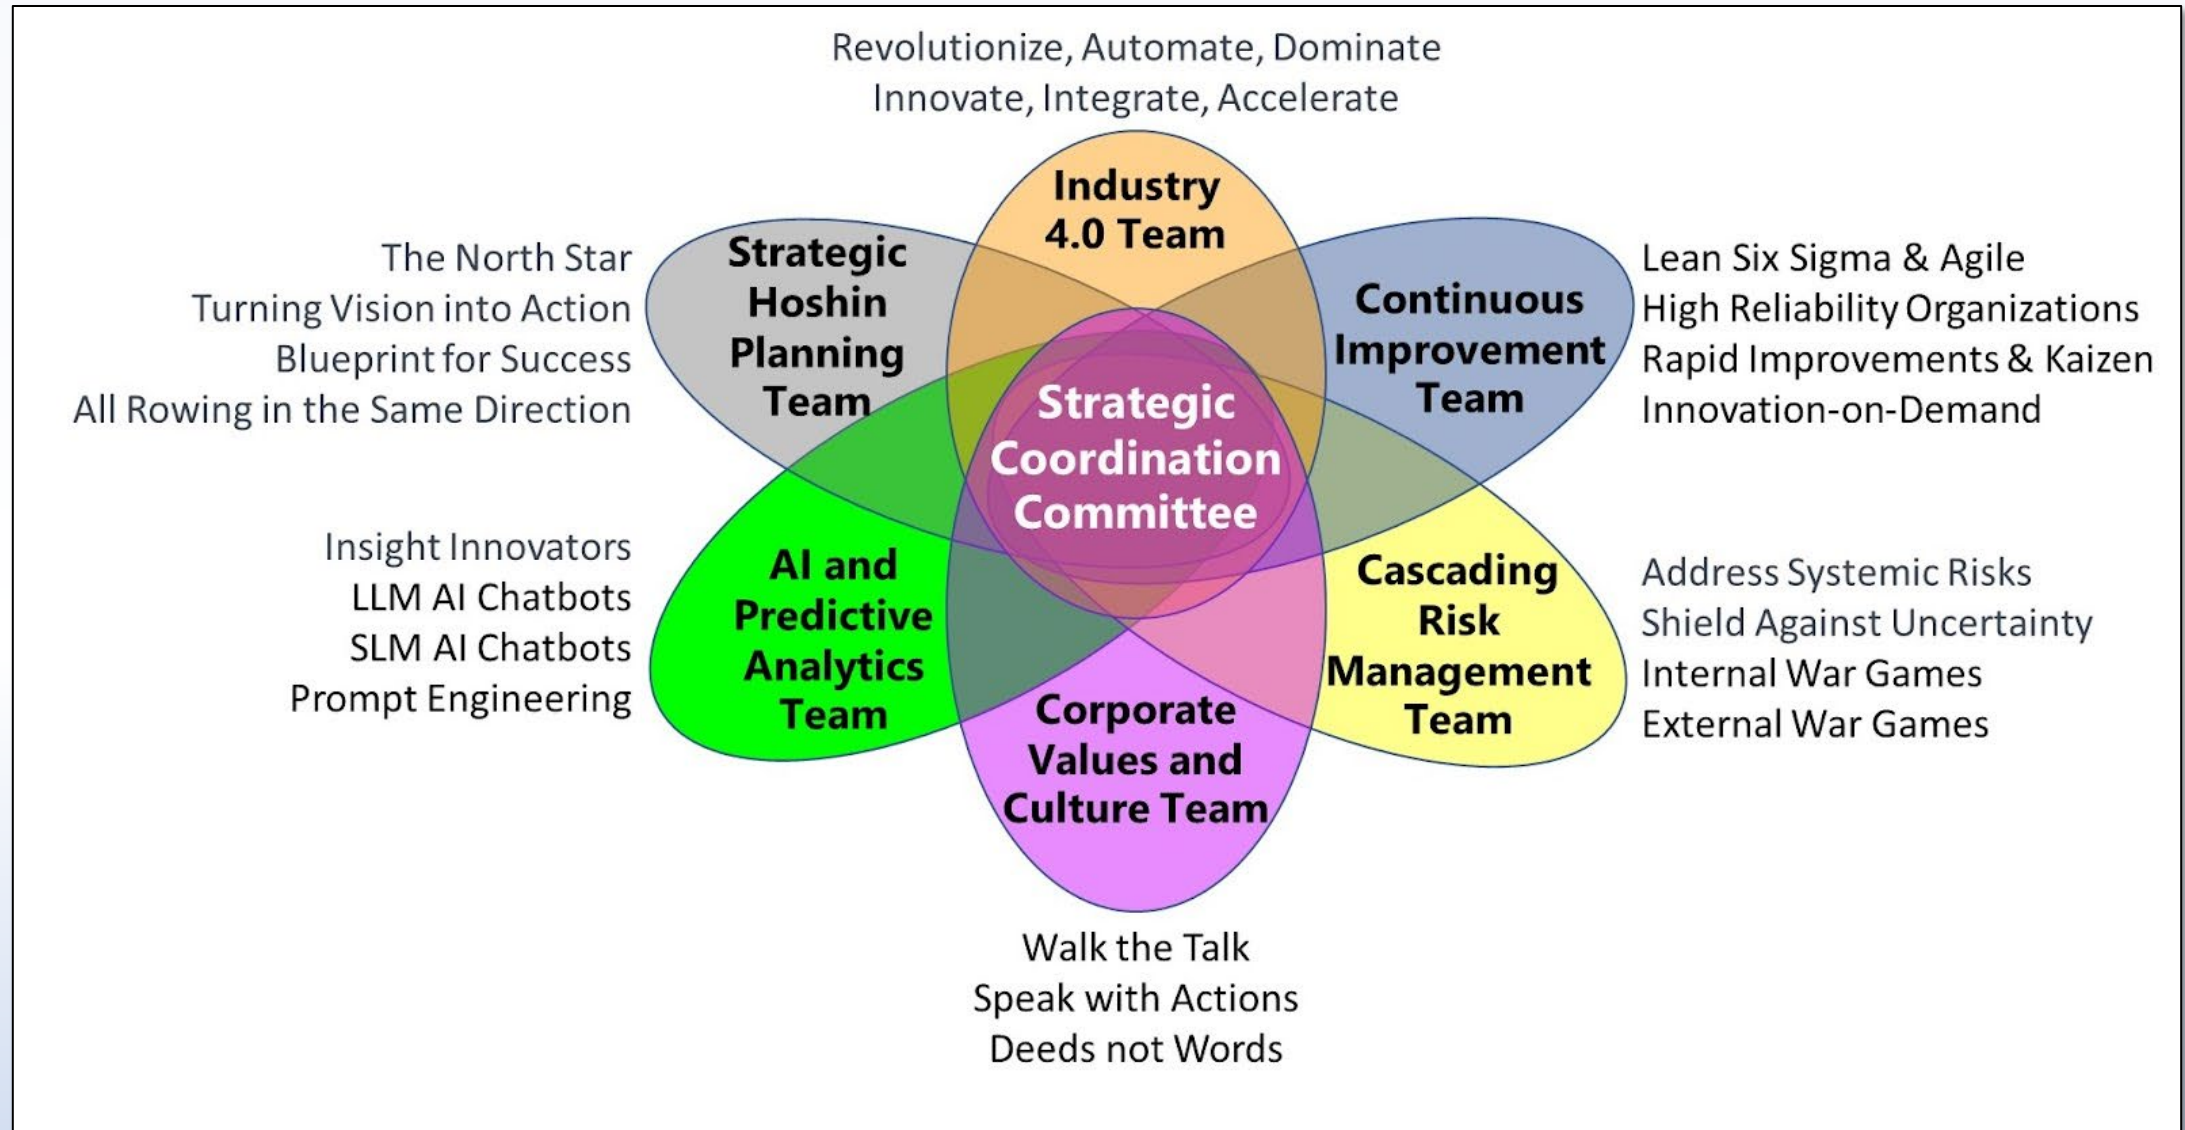 Revolutionize, Automate, Dominate
Innovate, Integrate, Accelerate
Industry
4.0 Team
The North Star
Turning Vision into Action
Blueprint for Success
All Rowing in the Same Direction
Strategic
Hoshin
Planning
Team
Continuous
Improvement
Team
Lean Six Sigma & Agile
High Reliability Organizations
Rapid Improvements & Kaizen
Innovation-on-Demand
Strategic
Coordination
Committee
Insight Innovators
LLM AI Chatbots
SLM AI Chatbots
Prompt Engineering
AI and
Predictive
Analytics
Team
Cascading
Risk
Management
Team
Address Systemic Risks
Shield Against Uncertainty
Internal War Games
External War Games
Corporate
Values and
Culture Team
Walk the Talk
Speak with Actions
Deeds not Words